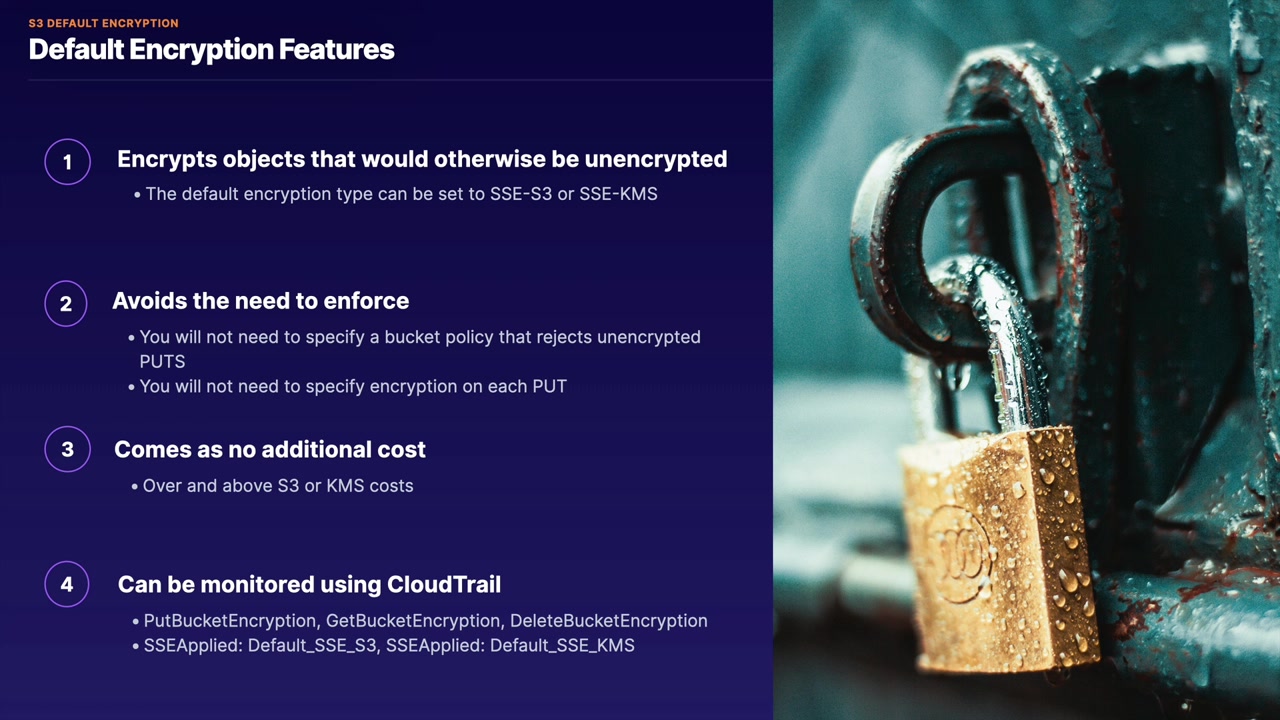 S3 DEFAULT ENCRYPTION
Default Encryption Features
1
Encrypts objects that would otherwise be unencrypted
• The default encryption type can be set to SSE-S3 or SSE-KMS
2
Avoids the need to enforce
• You will not need to specify a bucket policy that rejects unencrypted
PUTS
• You will not need to specify encryption on each PUT
3
Comes as no additional cost
• Over and above S3 or KMS costs
4
Can be monitored using CloudTrail
• PutBucketEncryption, GetBucketEncryption, DeleteBucketEncryption
• SSEApplied: Default_SSE_S3, SSEApplied: Default_SSE_KMS